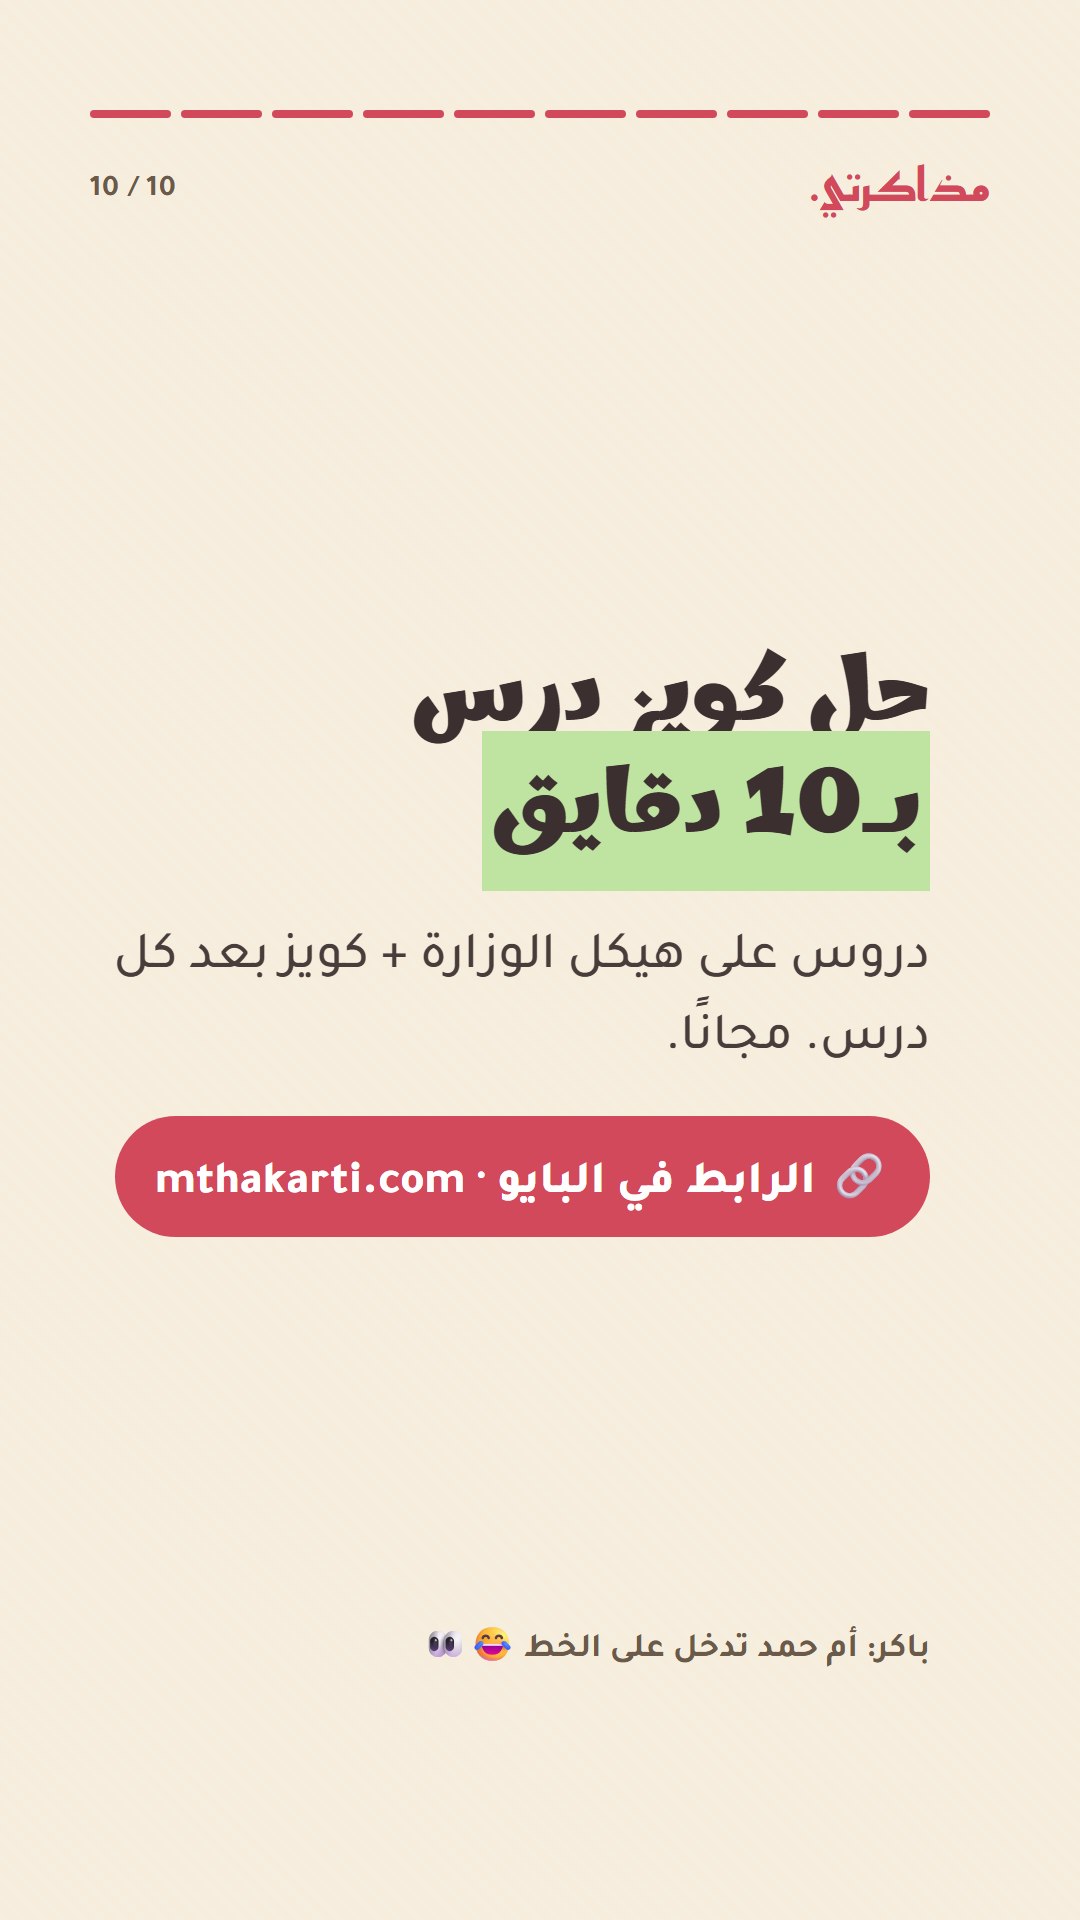 مذاكرتي.
10 / 10
حل كويز درس
بـ10 دقايق
دروس على هيكل الوزارة + كويز بعد كل
درس. مجانًا.
🔗 الرابط في البايو · mthakarti.com
باكر: أم حمد تدخل على الخط 😂 👀